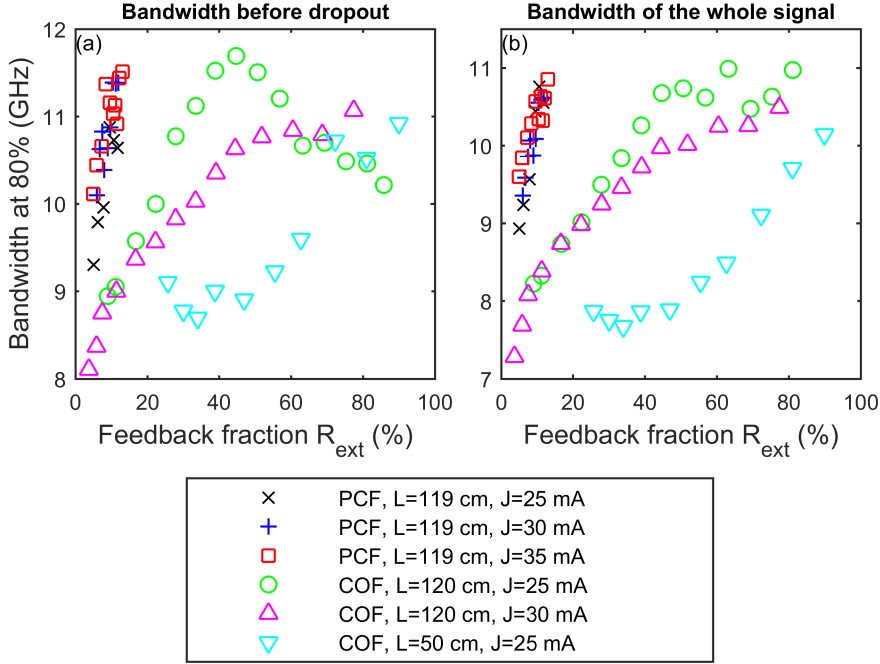 Bandwidth before dropout
Bandwidth of the whole signal
(a)
(b)
Bandwidth at 80% (GHz)
12
11
10
9
8
0 20 40 60 80 100
Feedback fraction R_ext (%)
11
10
9
8
7
0 20 40 60 80 100
Feedback fraction R_ext (%)
PCF, L=119 cm, J=25 mA
PCF, L=119 cm, J=30 mA
PCF, L=119 cm, J=35 mA
COF, L=120 cm, J=25 mA
COF, L=120 cm, J=30 mA
COF, L=50 cm, J=25 mA